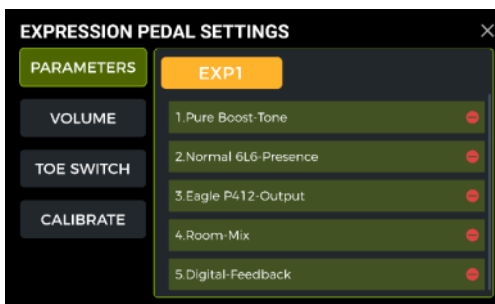 EXPRESSION PEDAL SETTINGS
PARAMETERS
EXP1
VOLUME
1.Pure Boost-Tone
2.Normal 6L6-Presence
TOE SWITCH
3.Eagle P412-Output
CALIBRATE
4.Room-Mix
5.Digital-Feedback